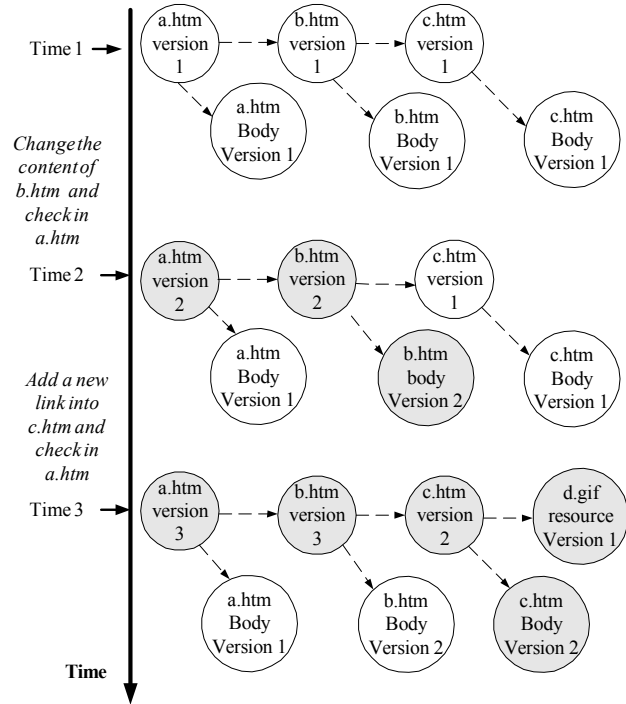 Time 1
a.htm
version
1
b.htm
version
1
c.htm
version
1
a.htm
Body
Version 1
b.htm
Body
Version 1
c.htm
Body
Version 1
Change the
content of
b.htm and
check in
a.htm
Time 2
a.htm
version
2
b.htm
version
2
c.htm
version
1
a.htm
Body
Version 1
b.htm
body
Version 2
c.htm
Body
Version 1
Add a new
link into
c.htm and
check in
a.htm
Time 3
a.htm
version
3
b.htm
version
3
c.htm
version
2
d.gif
resource
Version 1
a.htm
Body
Version 1
b.htm
Body
Version 2
c.htm
Body
Version 2
Time